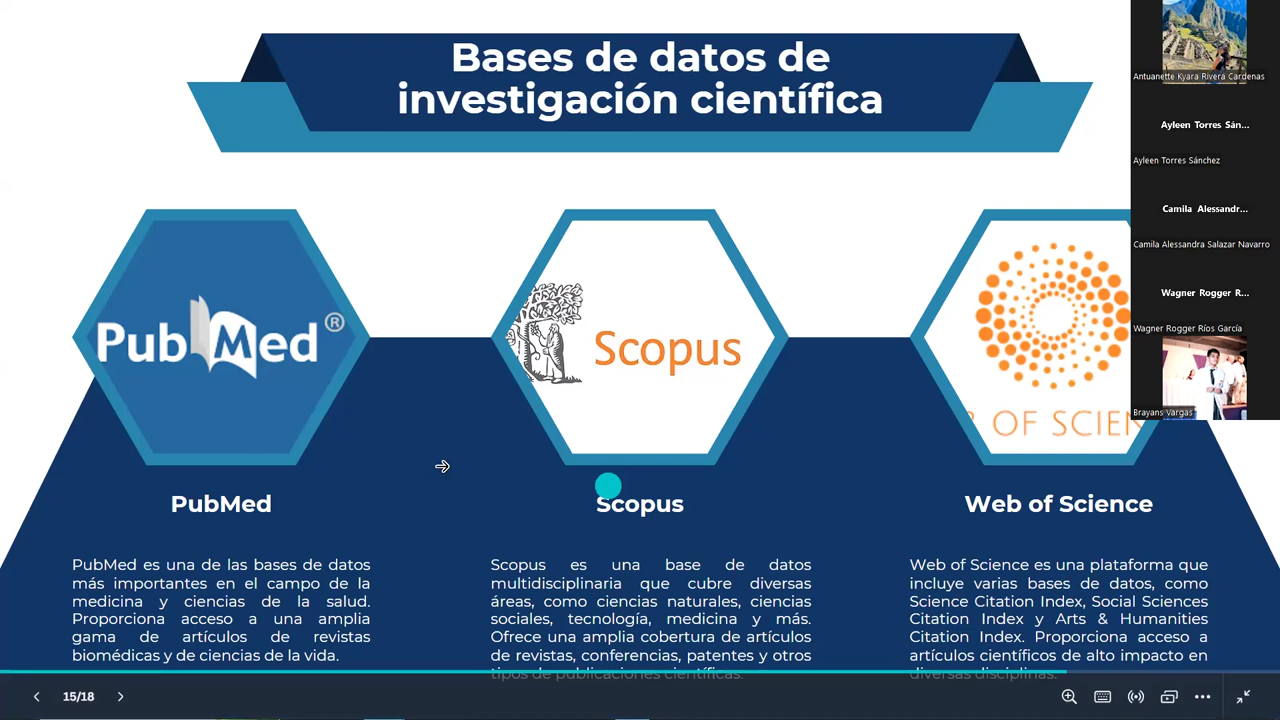 Bases de datos de
investigación científica
PubMed®
Scopus
OF SCIEN
PubMed
PubMed es una de las bases de datos
más importantes en el campo de la
medicina y ciencias de la salud.
Proporciona acceso a una amplia
gama de artículos de revistas
biomédicas y de ciencias de la vida.
Scopus
Scopus es una base de datos
multidisciplinaria que cubre diversas
áreas, como ciencias naturales, ciencias
sociales, tecnología, medicina y más.
Ofrece una amplia cobertura de artículos
de revistas, conferencias, patentes y otros
tipos de publicaciones científicas.
Web of Science
Web of Science es una plataforma que
incluye varias bases de datos, como
Science Citation Index, Social Sciences
Citation Index y Arts & Humanities
Citation Index. Proporciona acceso a
artículos científicos de alto impacto en
diversas disciplinas.
Antuanette Kyara Rivera Cardenas
Ayleen Torres Sán...
Ayleen Torres Sánchez
Camila Alessandr...
Camila Alessandra Salazar Navarro
Wagner Rogger R...
Wagner Rogger Ríos García
Brayans Vargas
15/18